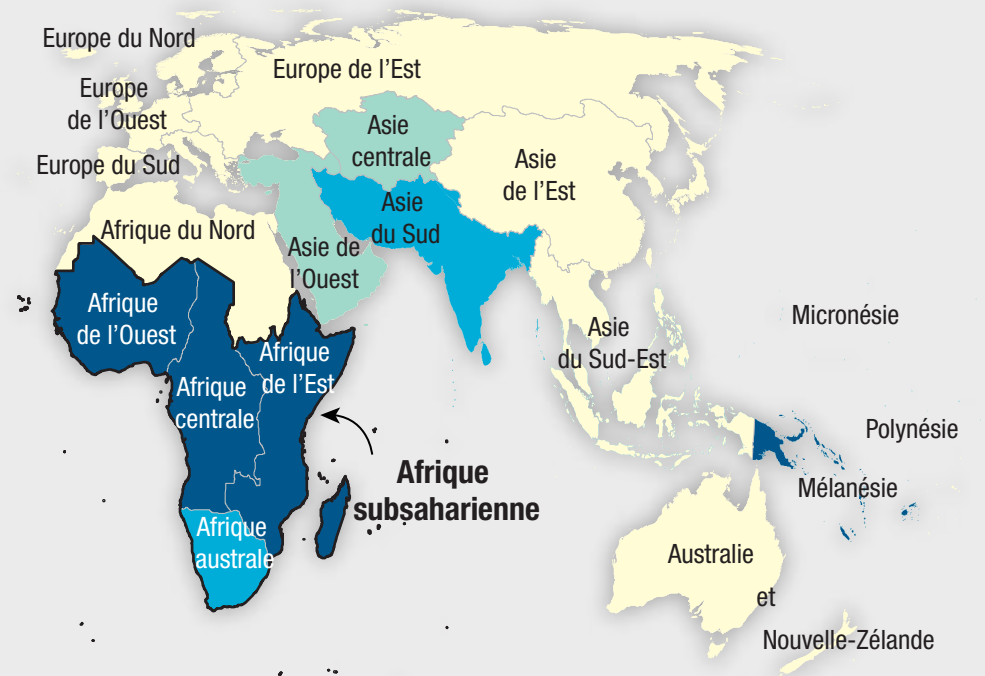 Europe du Nord
Europe de l'Est
Europe
de l'Ouest
Asie
centrale
Asie
de l'Est
Europe du Sud
Asie
du Sud
Afrique du Nord
Asie de
l'Ouest
Afrique
de l'Ouest
Micronésie
Asie
du Sud-Est
Afrique
de l'Est
Afrique
centrale
Polynésie
Afrique
subsaharienne
Mélanésie
Afrique
australe
Australie
et
Nouvelle-Zélande